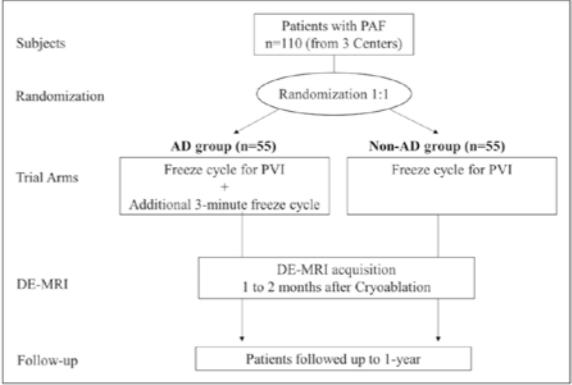 Subjects
Patients with PAF
n=110 (from 3 Centers)
Randomization
Randomization 1:1
AD group (n=55)
Non-AD group (n=55)
Trial Arms
Freeze cycle for PVI
+
Additional 3-minute freeze cycle
Freeze cycle for PVI
DE-MRI
DE-MRI acquisition
1 to 2 months after Cryoablation
Follow-up
Patients followed up to 1-year